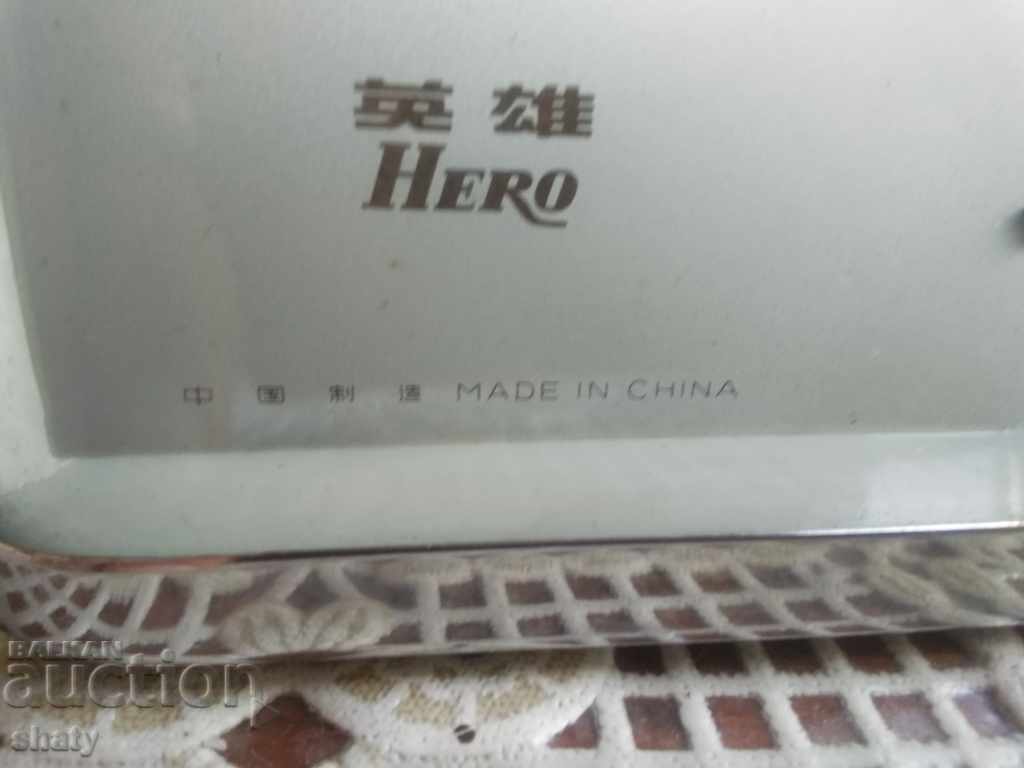 英雄
HERO
中国制造 MADE IN CHINA
BALKAN
auction
shaty